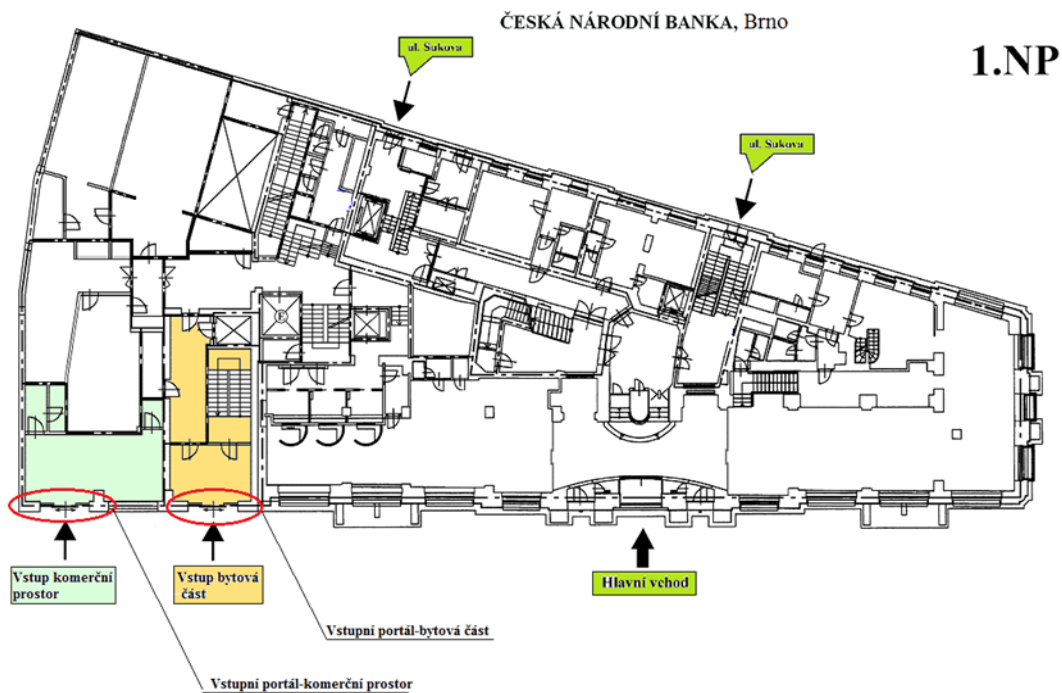 ČESKÁ NÁRODNÍ BANKA, Brno
1.NP
ul. Sukova
ul. Sukova
E
Vstup komerční
prostor
Vstup bytová
část
Hlavní vchod
Vstupní portál-bytová část
Vstupní portál-komerční prostor